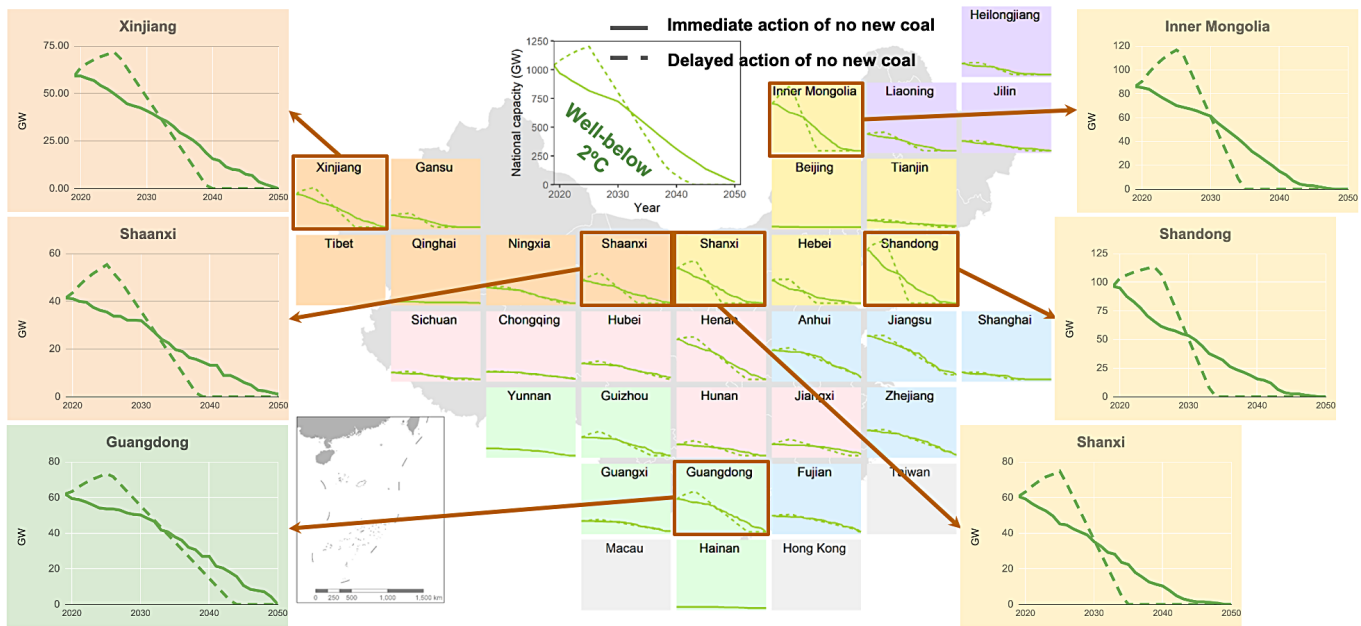 Immediate action of no new coal
Delayed action of no new coal
National capacity (GW)
1250
1000
750
500
250
0
2020
2030
2040
2050
Year
Well-below
2°C
Xinjiang
GW
75.00
50.00
25.00
0.00
2020
2030
2040
2050
Shaanxi
GW
60
40
20
0
2020
2030
2040
2050
Guangdong
GW
80
60
40
20
0
2020
2030
2040
2050
Heilongjiang
Inner Mongolia
Liaoning
Jilin
Xinjiang
Gansu
Beijing
Tianjin
Tibet
Qinghai
Ningxia
Shaanxi
Shanxi
Hebei
Shandong
Sichuan
Chongqing
Hubei
Henan
Anhui
Jiangsu
Shanghai
Yunnan
Guizhou
Hunan
Jiangxi
Zhejiang
Guangxi
Guangdong
Fujian
Taiwan
Macau
Hainan
Hong Kong
0 250 500 1,000 1,500 km
Inner Mongolia
GW
120
100
80
60
40
20
0
2020
2030
2040
2050
Shandong
GW
125
100
75
50
25
0
2020
2030
2040
2050
Shanxi
GW
80
60
40
20
0
2020
2030
2040
2050